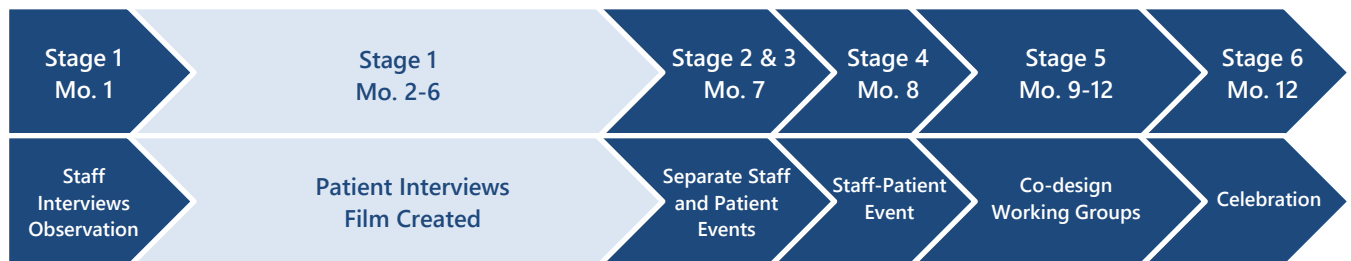 Stage 1
Mo. 1
Stage 1
Mo. 2-6
Stage 2 & 3
Mo. 7
Stage 4
Mo. 8
Stage 5
Mo. 9-12
Stage 6
Mo. 12
Staff
Interviews
Observation
Patient Interviews
Film Created
Separate Staff
and Patient
Events
Staff-Patient
Event
Co-design
Working Groups
Celebration